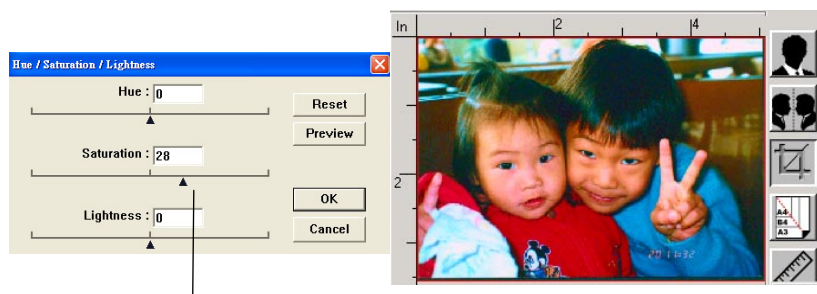 Hue / Saturation / Lightness
Hue : 0
Reset
Preview
Saturation : 28
OK
Lightness : 0
Cancel
In
2
4
2
A4
B4
A3